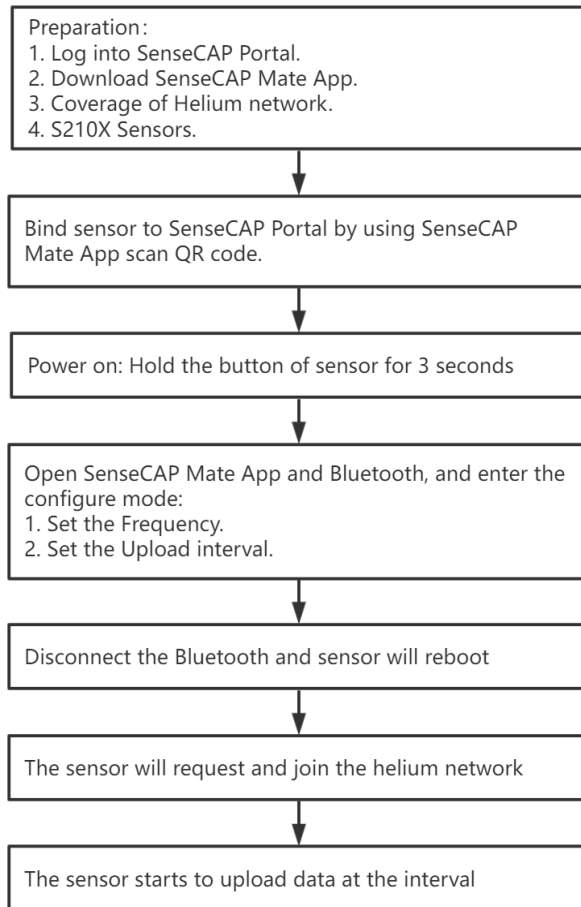 Preparation：
1. Log into SenseCAP Portal.
2. Download SenseCAP Mate App.
3. Coverage of Helium network.
4. S210X Sensors.
Bind sensor to SenseCAP Portal by using SenseCAP
Mate App scan QR code.
Power on: Hold the button of sensor for 3 seconds
Open SenseCAP Mate App and Bluetooth, and enter the
configure mode:
1. Set the Frequency.
2. Set the Upload interval.
Disconnect the Bluetooth and sensor will reboot
The sensor will request and join the helium network
The sensor starts to upload data at the interval